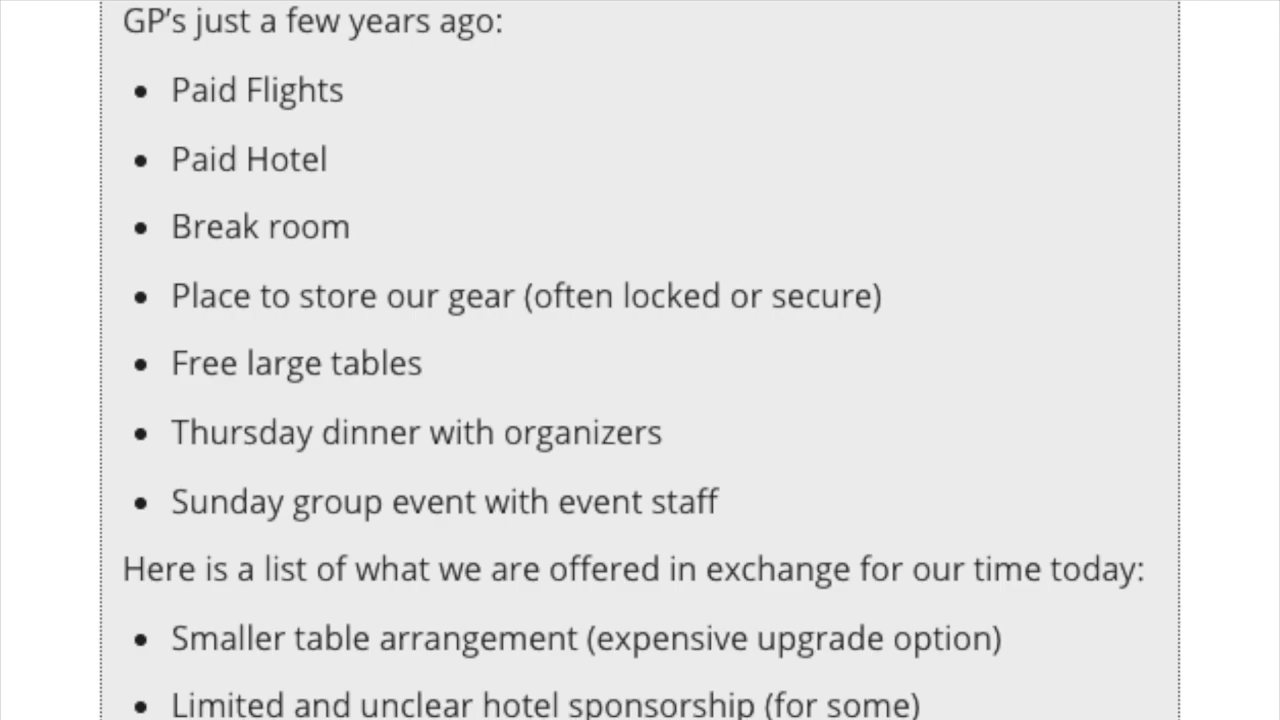 GP’s just a few years ago:
• Paid Flights
• Paid Hotel
• Break room
• Place to store our gear (often locked or secure)
• Free large tables
• Thursday dinner with organizers
• Sunday group event with event staff
Here is a list of what we are offered in exchange for our time today:
• Smaller table arrangement (expensive upgrade option)
• Limited and unclear hotel sponsorship (for some)